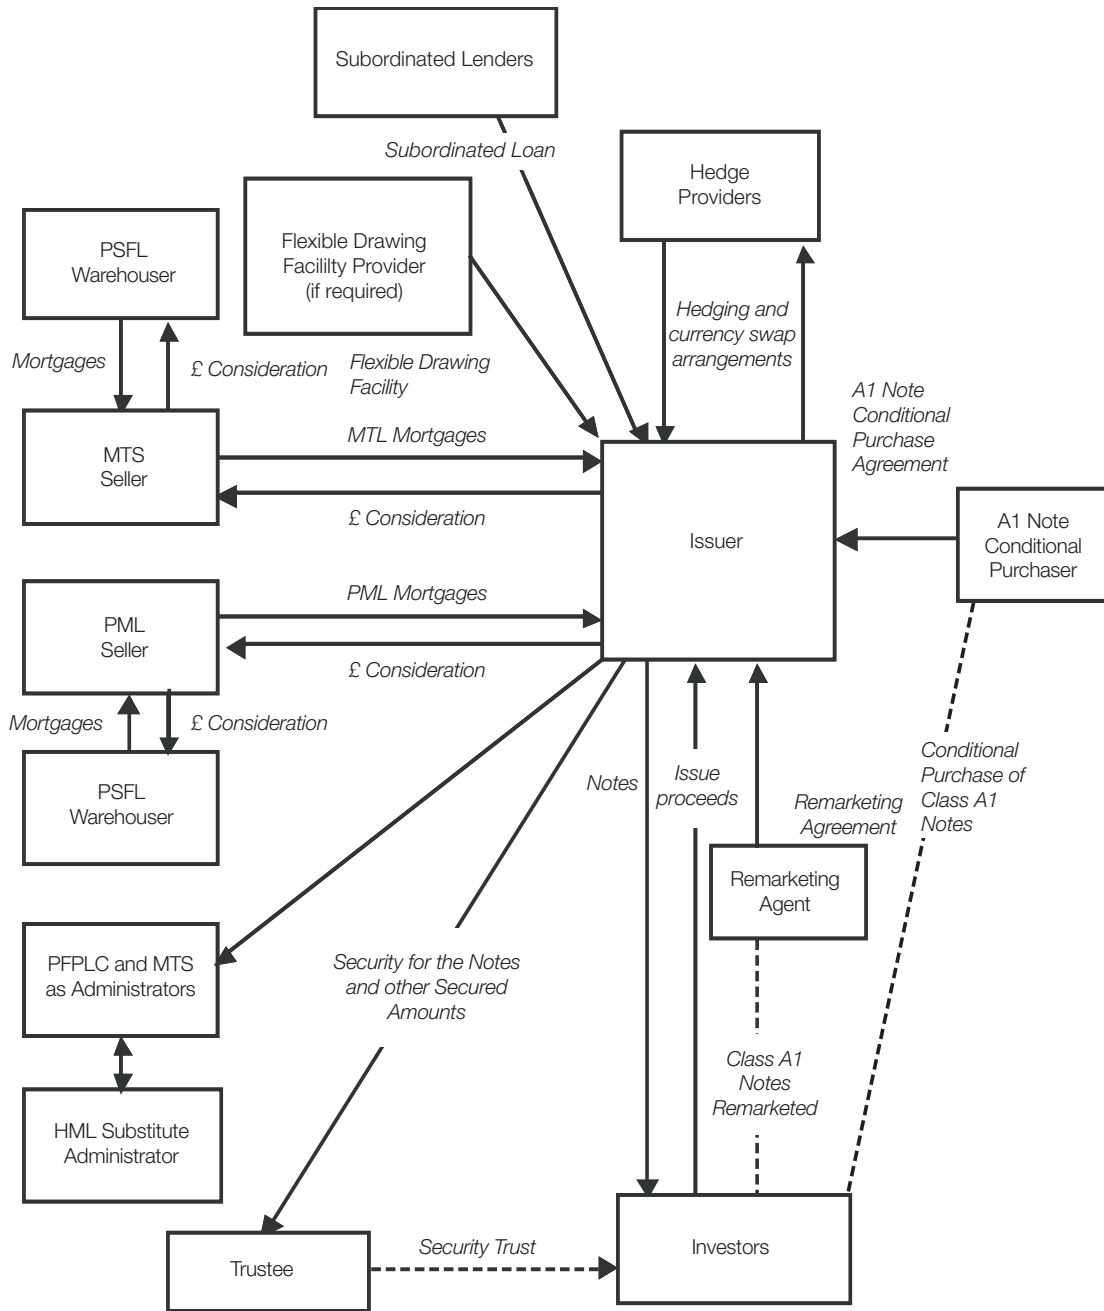 Subordinated Lenders
Subordinated Loan
Hedge
Providers
Flexible Drawing
Facililty Provider
(if required)
PSFL
Warehouser
Mortgages
£ Consideration
Flexible Drawing
Facility
Hedging and
currency swap
arrangements
A1 Note
Conditional
Purchase
Agreement
MTS
Seller
MTL Mortgages
£ Consideration
Issuer
A1 Note
Conditional
Purchaser
PML
Seller
PML Mortgages
£ Consideration
Mortgages
£ Consideration
PSFL
Warehouser
Notes
Issue
proceeds
Remarketing
Agreement
Conditional
Purchase of
Class A1
Notes
Remarketing
Agent
PFPLC and MTS
as Administrators
Security for the Notes
and other Secured
Amounts
Class A1
Notes
Remarketed
HML Substitute
Administrator
Trustee
Security Trust
Investors